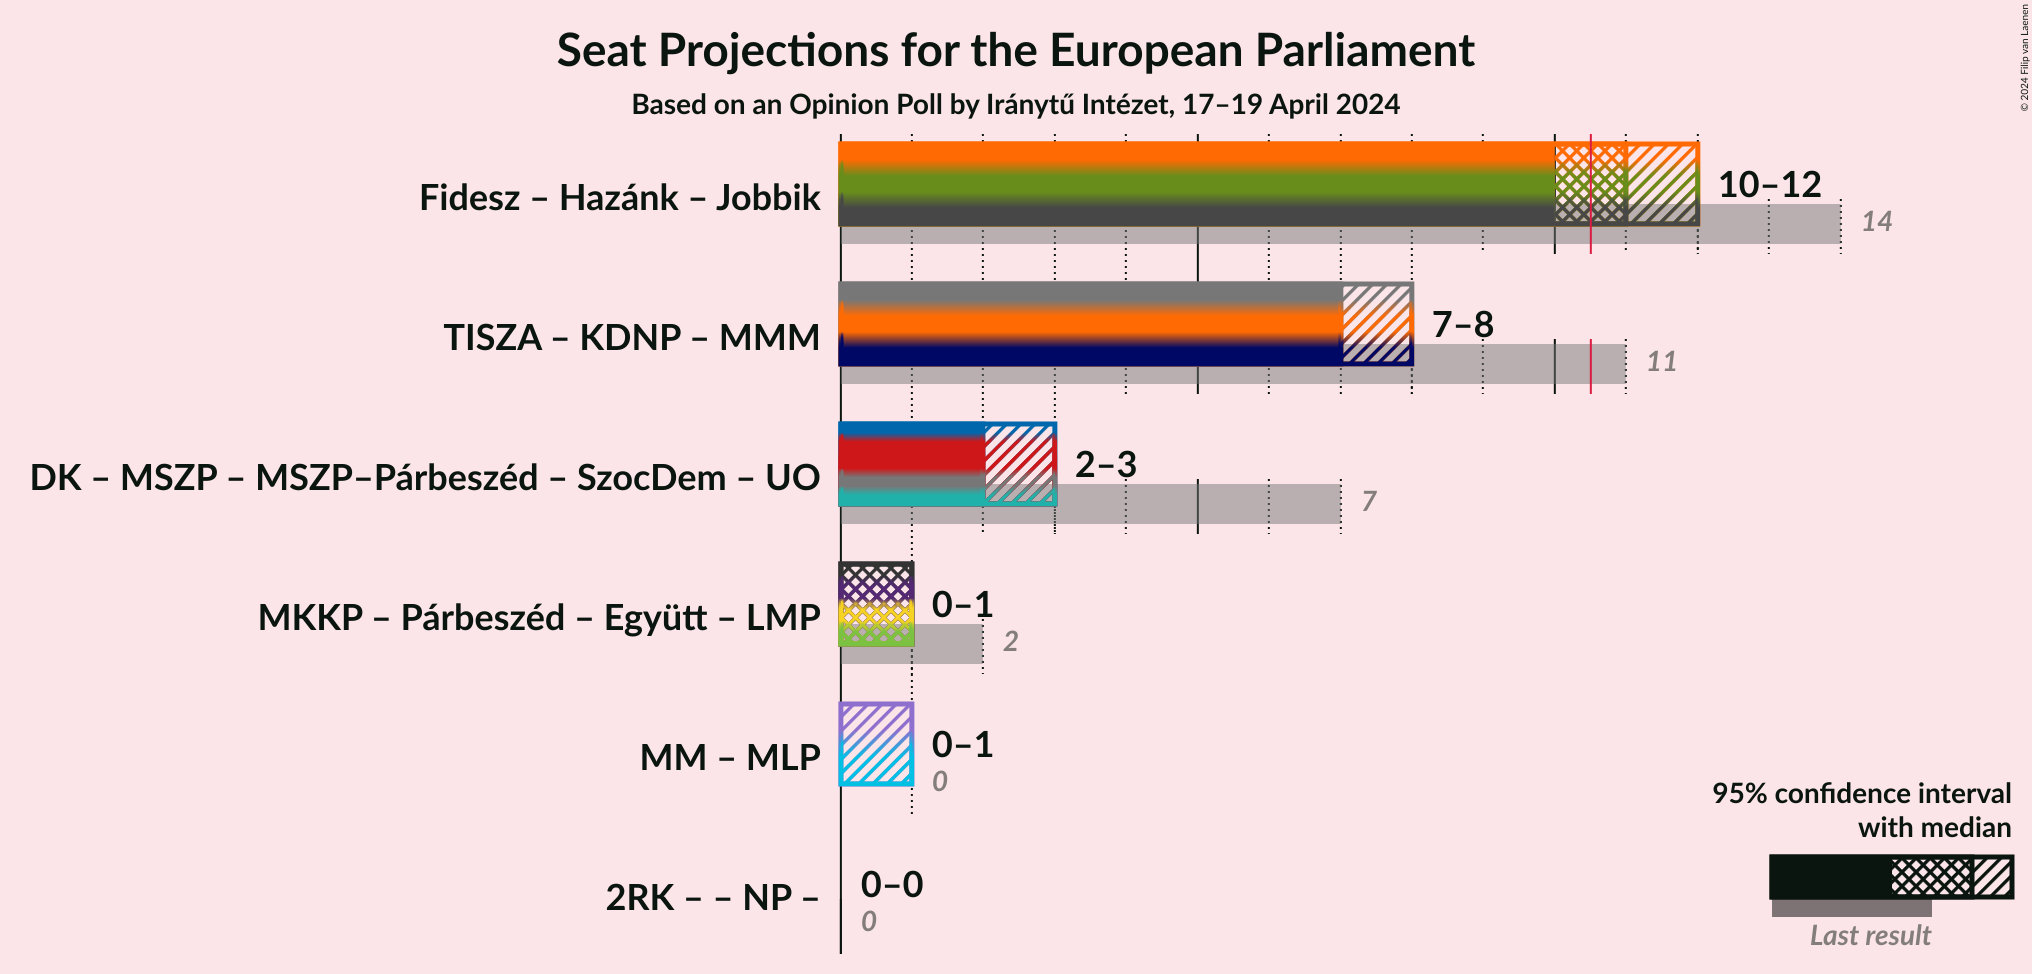 Seat Projections for the European Parliament
Based on an Opinion Poll by Iránytű Intézet, 17–19 April 2024
© 2024 Filip van Laenen
Fidesz – Hazánk – Jobbik
10–12
14
TISZA – KDNP – MMM
7–8
11
DK – MSZP – MSZP–Párbeszéd – SzocDem – UO
2–3
7
MKKP – Párbeszéd – Együtt – LMP
0–1
2
MM – MLP
0–1
0
2RK – – NP –
0–0
0
95% confidence interval
with median
Last result